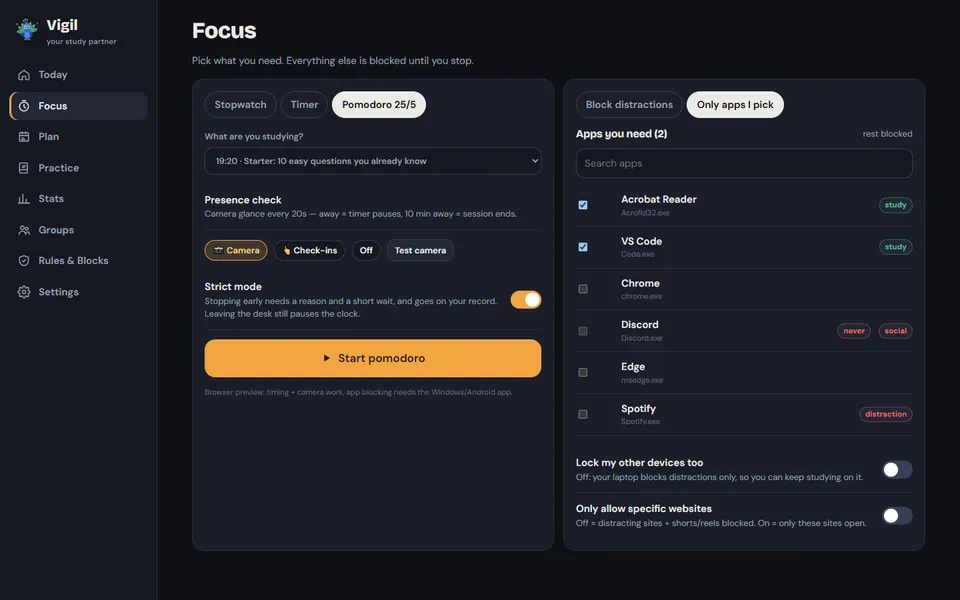 Vigil
your study partner
Today
Focus
Plan
Practice
Stats
Groups
Rules & Blocks
Settings
Focus
Pick what you need. Everything else is blocked until you stop.
Stopwatch
Timer
Pomodoro 25/5
What are you studying?
19:20 · Starter: 10 easy questions you already know
Presence check
Camera glance every 20s — away = timer pauses, 10 min away = session ends.
Camera
Check-ins
Off
Test camera
Strict mode
Stopping early needs a reason and a short wait, and goes on your record.
Leaving the desk still pauses the clock.
Start pomodoro
Browser preview: timing + camera work, app blocking needs the Windows/Android app.
Block distractions
Only apps I pick
Apps you need (2)
rest blocked
Search apps
Acrobat Reader
AcroRd32.exe
study
VS Code
Code.exe
study
Chrome
chrome.exe
Discord
Discord.exe
never
social
Edge
msedge.exe
Spotify
Spotify.exe
distraction
Lock my other devices too
Off: your laptop blocks distractions only, so you can keep studying on it.
Only allow specific websites
Off = distracting sites + shorts/reels blocked. On = only these sites open.